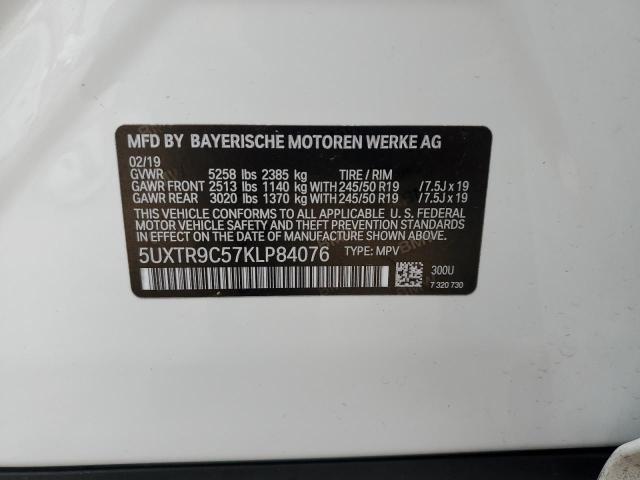 MFD BY BAYERISCHE MOTOREN WERKE AG
02/19
GVWR 5258 lbs 2385 kg TIRE / RIM
GAWR FRONT 2513 lbs 1140 kg WITH 245/50 R19 /7.5J x 19
GAWR REAR 3020 lbs 1370 kg WITH 245/50 R19 /7.5J x 19
THIS VEHICLE CONFORMS TO ALL APPLICABLE U. S. FEDERAL
MOTOR VEHICLE SAFETY AND THEFT PREVENTION STANDARDS
IN EFFECT ON THE DATE OF MANUFACTURE SHOWN ABOVE.
5UXTR9C57KLP84076 TYPE: MPV
300U
7 320 730